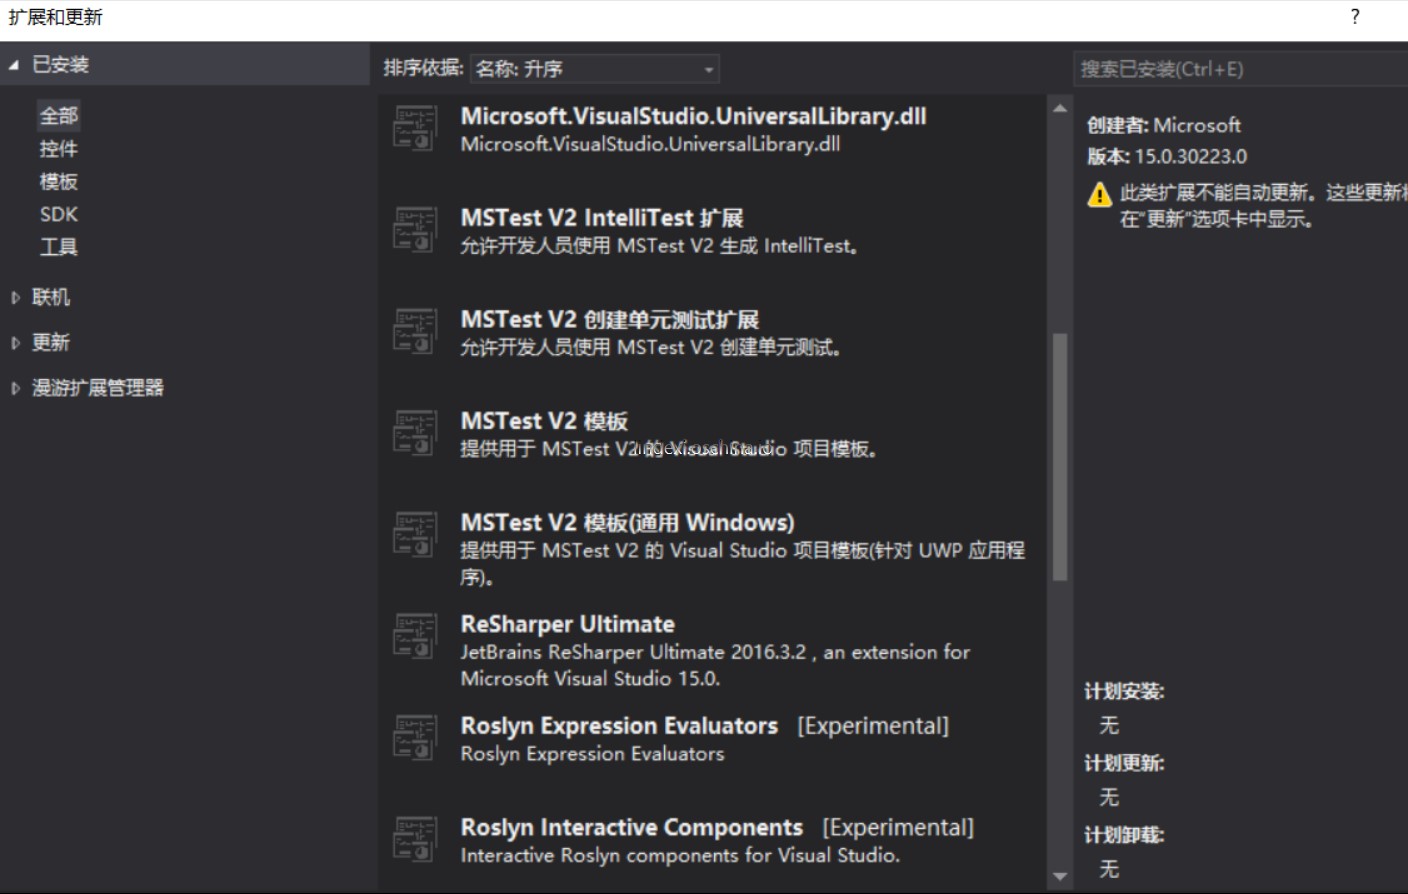 扩展和更新
?
已安装
全部
控件
模板
SDK
工具
联机
更新
漫游扩展管理器
排序依据: 名称: 升序
Microsoft.VisualStudio.UniversalLibrary.dll
Microsoft.VisualStudio.UniversalLibrary.dll
MSTest V2 IntelliTest 扩展
允许开发人员使用 MSTest V2 生成 IntelliTest。
MSTest V2 创建单元测试扩展
允许开发人员使用 MSTest V2 创建单元测试。
MSTest V2 模板
提供用于 MSTest V2 的 Visual Studio 项目模板。
MSTest V2 模板(通用 Windows)
提供用于 MSTest V2 的 Visual Studio 项目模板(针对 UWP 应用程
序)。
ReSharper Ultimate
JetBrains ReSharper Ultimate 2016.3.2 , an extension for
Microsoft Visual Studio 15.0.
Roslyn Expression Evaluators [Experimental]
Roslyn Expression Evaluators
Roslyn Interactive Components [Experimental]
Interactive Roslyn components for Visual Studio.
搜索已安装(Ctrl+E)
创建者: Microsoft
版本: 15.0.30223.0
此类扩展不能自动更新。这些更新
在“更新”选项卡中显示。
计划安装:
无
计划更新:
无
计划卸载:
无